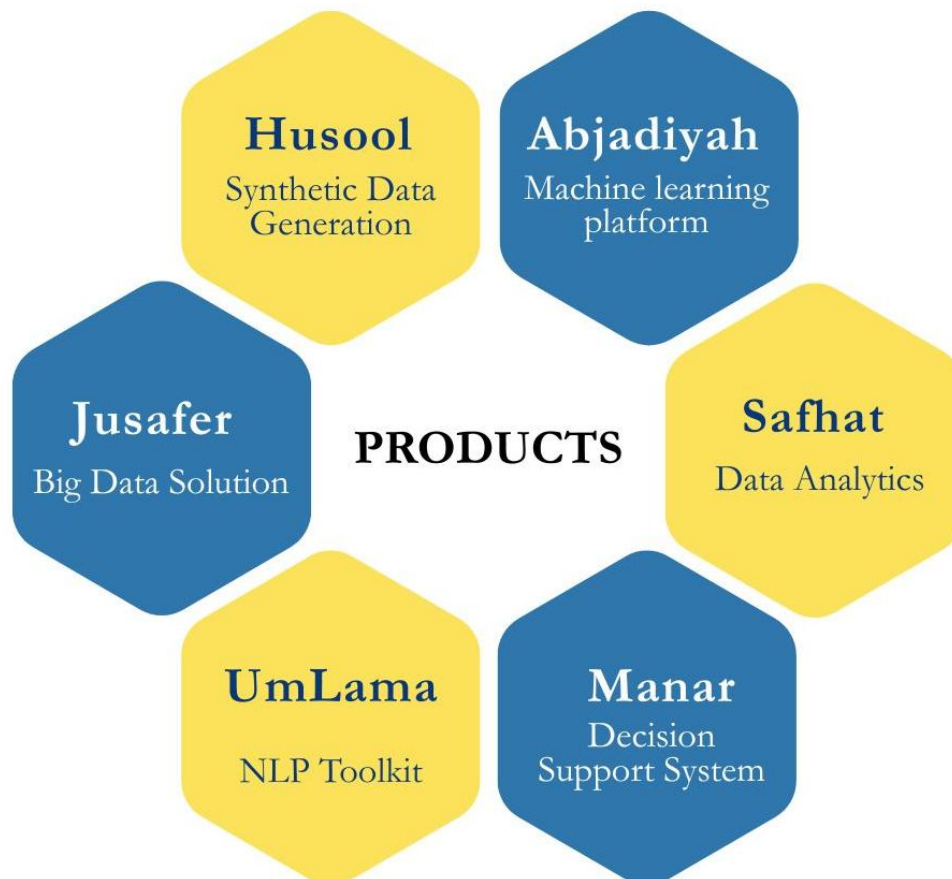 Husool
Synthetic Data
Generation
Abjadiyah
Machine learning
platform
Jusafer
Big Data Solution
PRODUCTS
Safhat
Data Analytics
UmLama
NLP Toolkit
Manar
Decision
Support System